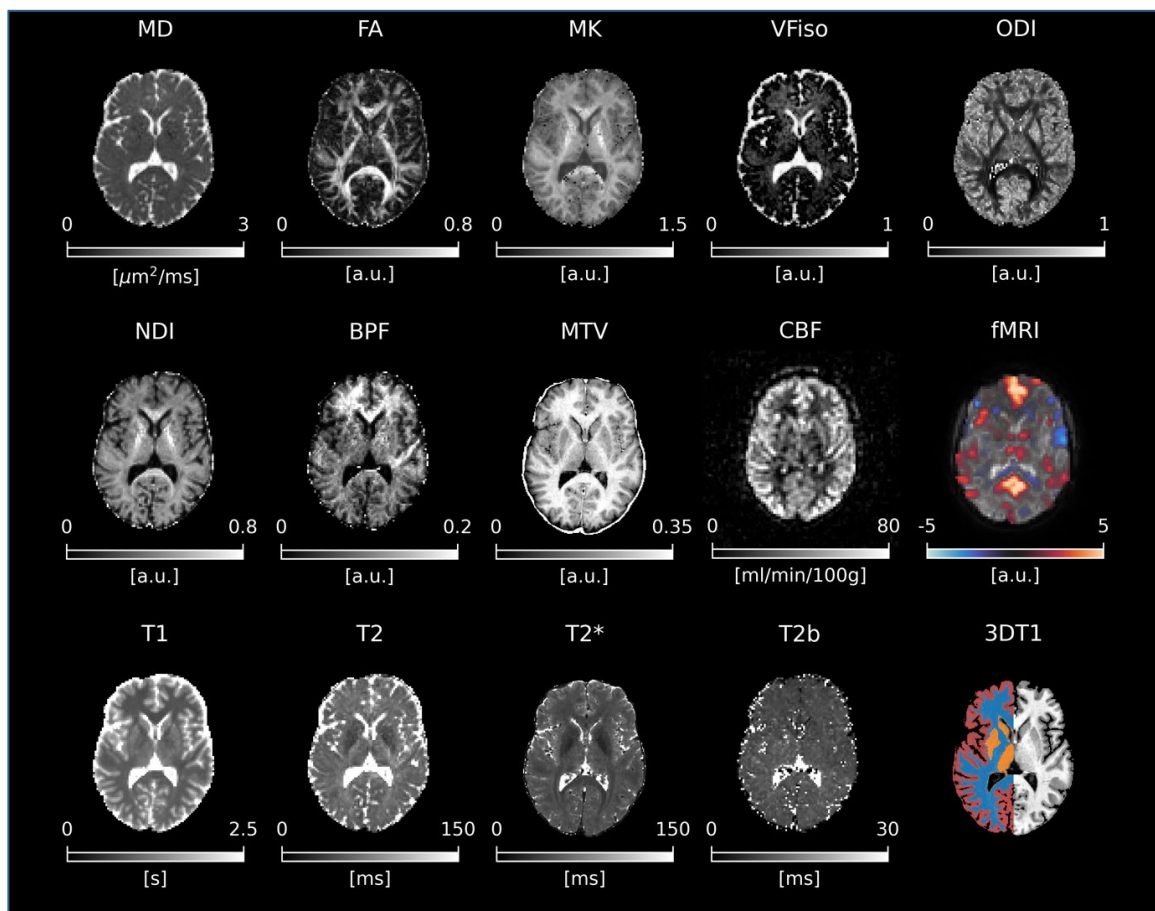 MD FA MK VFiso ODI
0 3 0 0.8 0 1.5 0 1 0 1
[μm²/ms] [a.u.] [a.u.] [a.u.] [a.u.]
NDI BPF MTV CBF fMRI
0 0.8 0 0.2 0 0.35 0 80 -5 5
[a.u.] [a.u.] [a.u.] [ml/min/100g] [a.u.]
T1 T2 T2* T2b 3DT1
0 2.5 0 150 0 150 0 30
[s] [ms] [ms] [ms]